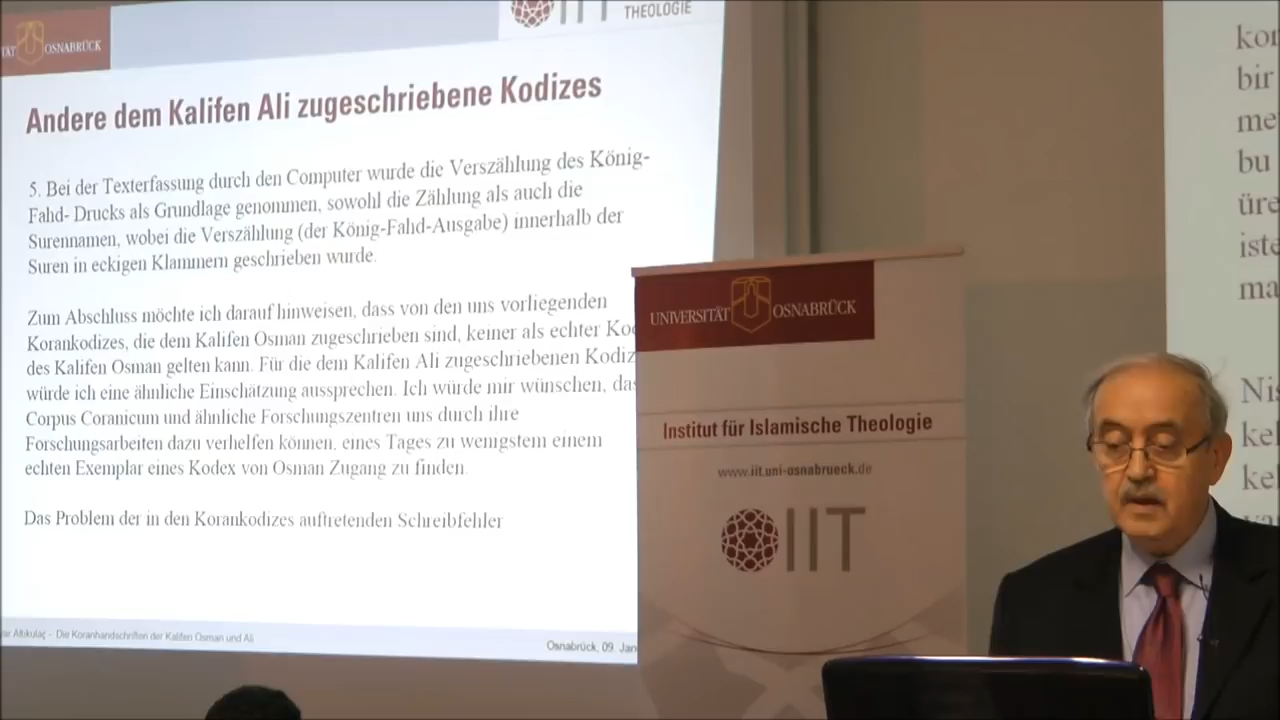 OSNABRÜCK
IIT
THEOLOGIE
Andere dem Kalifen Ali zugeschriebene Kodizes
5. Bei der Texterfassung durch den Computer wurde die Verszählung des König-
Fahd- Drucks als Grundlage genommen, sowohl die Zählung als auch die
Surennamen, wobei die Verszählung (der König-Fahd-Ausgabe) innerhalb der
Suren in eckigen Klammern geschrieben wurde.
Zum Abschluss möchte ich darauf hinweisen, dass von den uns vorliegenden
Korankodizes, die dem Kalifen Osman zugeschrieben sind, keiner als echter Ko
des Kalifen Osman gelten kann. Für die dem Kalifen Ali zugeschriebenen Kodiz
würde ich eine ähnliche Einschätzung aussprechen. Ich würde mir wünschen, das
Corpus Coranicum und ähnliche Forschungszentren uns durch ihre
Forschungsarbeiten dazu verhelfen können, eines Tages zu wenigstem einem
echten Exemplar eines Kodex von Osman Zugang zu finden.
Das Problem der in den Korankodizes auftretenden Schreibfehler
Altıkulaç - Die Koranhandschriften der Kalifen Osman und Ali
Osnabrück, 09. Jan
UNIVERSITÄT OSNABRÜCK
Institut für Islamische Theologie
www.iit.uni-osnabrueck.de
IIT
kor
bir
me
bu
üre
iste
ma
Niş
kel
kel